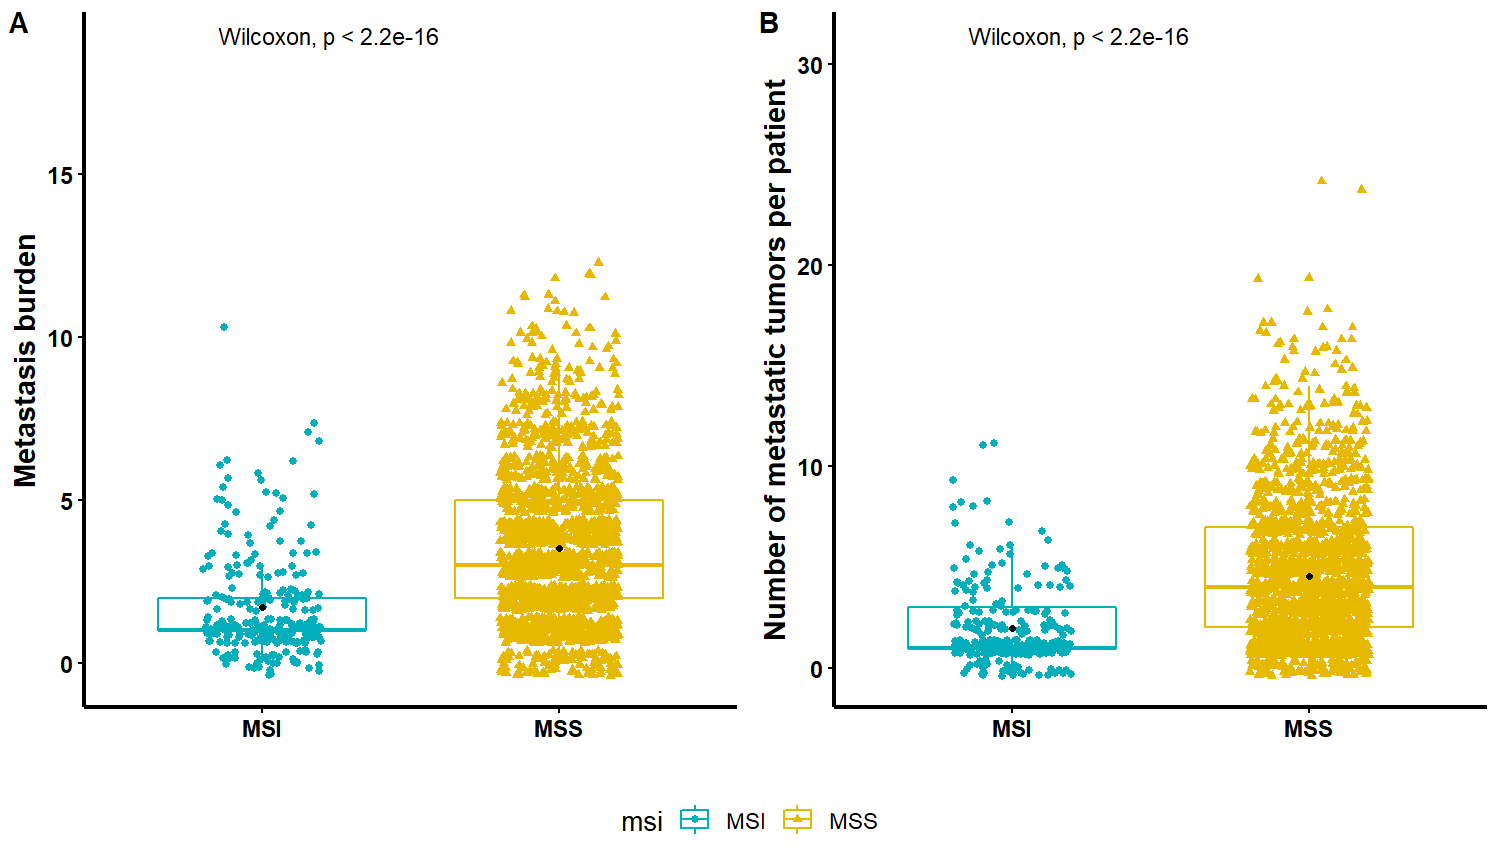 A
Wilcoxon, p < 2.2e-16
Metastasis burden
15
10
5
0
MSI
MSS
B
Wilcoxon, p < 2.2e-16
Number of metastatic tumors per patient
30
20
10
0
MSI
MSS
msi MSI MSS